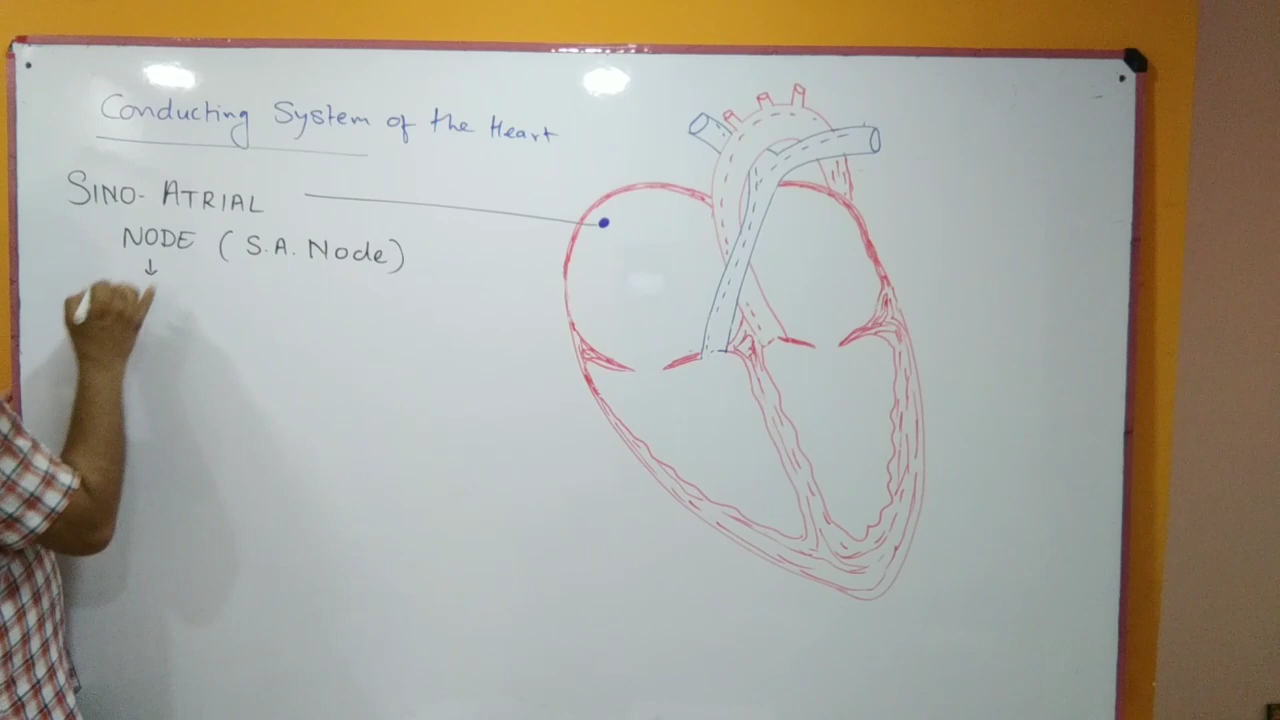 Conducting System of the Heart
SINO-ATRIAL
NODE (S.A. Node)